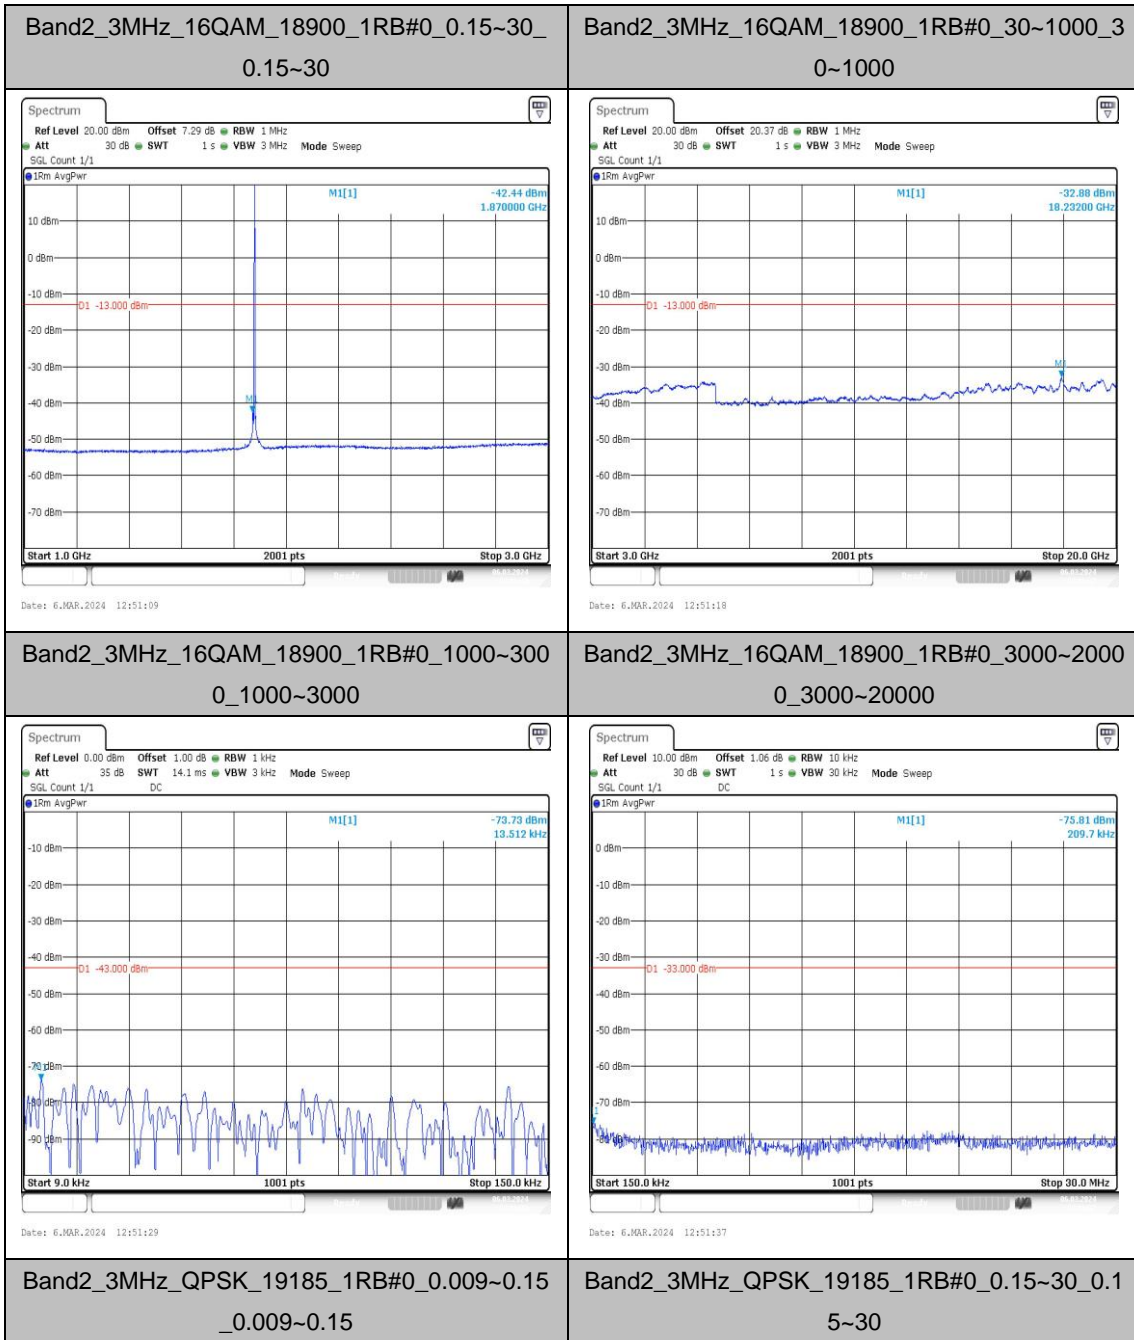 Band2_3MHz_16QAM_18900_1RB#0_0.15~30_
0.15~30
Band2_3MHz_16QAM_18900_1RB#0_30~1000_3
0~1000
Spectrum
Ref Level 20.00 dBm Offset 7.29 dB RBW 1 MHz
Att 30 dB SWT 1 s VBW 3 MHz Mode Sweep
SGL Count 1/1
1Rm AvgPwr
M1[1] -42.44 dBm
1.870000 GHz
10 dBm
0 dBm
-10 dBm
D1 -13.000 dBm
-20 dBm
-30 dBm
-40 dBm
-50 dBm
-60 dBm
-70 dBm
Start 1.0 GHz 2001 pts Stop 3.0 GHz
Date: 6.MAR.2024 12:51:09
Spectrum
Ref Level 20.00 dBm Offset 20.37 dB RBW 1 MHz
Att 30 dB SWT 1 s VBW 3 MHz Mode Sweep
SGL Count 1/1
1Rm AvgPwr
M1[1] -32.88 dBm
18.23200 GHz
10 dBm
0 dBm
-10 dBm
D1 -13.000 dBm
-20 dBm
-30 dBm
M1
-40 dBm
-50 dBm
-60 dBm
-70 dBm
Start 3.0 GHz 2001 pts Stop 20.0 GHz
Date: 6.MAR.2024 12:51:18
Band2_3MHz_16QAM_18900_1RB#0_1000~300
0_1000~3000
Band2_3MHz_16QAM_18900_1RB#0_3000~2000
0_3000~20000
Spectrum
Ref Level 0.00 dBm Offset 1.00 dB RBW 1 kHz
Att 35 dB SWT 14.1 ms VBW 3 kHz Mode Sweep
SGL Count 1/1 DC
1Rm AvgPwr
M1[1] -73.73 dBm
13.512 kHz
-10 dBm
-20 dBm
-30 dBm
-40 dBm
D1 -43.000 dBm
-50 dBm
-60 dBm
-80 dBm
-90 dBm
Start 9.0 kHz 1001 pts Stop 150.0 kHz
Date: 6.MAR.2024 12:51:29
Spectrum
Ref Level 10.00 dBm Offset 1.06 dB RBW 10 kHz
Att 30 dB SWT 1 s VBW 30 kHz Mode Sweep
SGL Count 1/1 DC
1Rm AvgPwr
M1[1] -75.81 dBm
209.7 kHz
0 dBm
-10 dBm
-20 dBm
-30 dBm
D1 -33.000 dBm
-40 dBm
-50 dBm
-60 dBm
-70 dBm
Start 150.0 kHz 1001 pts Stop 30.0 MHz
Date: 6.MAR.2024 12:51:37
Band2_3MHz_QPSK_19185_1RB#0_0.009~0.15
_0.009~0.15
Band2_3MHz_QPSK_19185_1RB#0_0.15~30_0.1
5~30